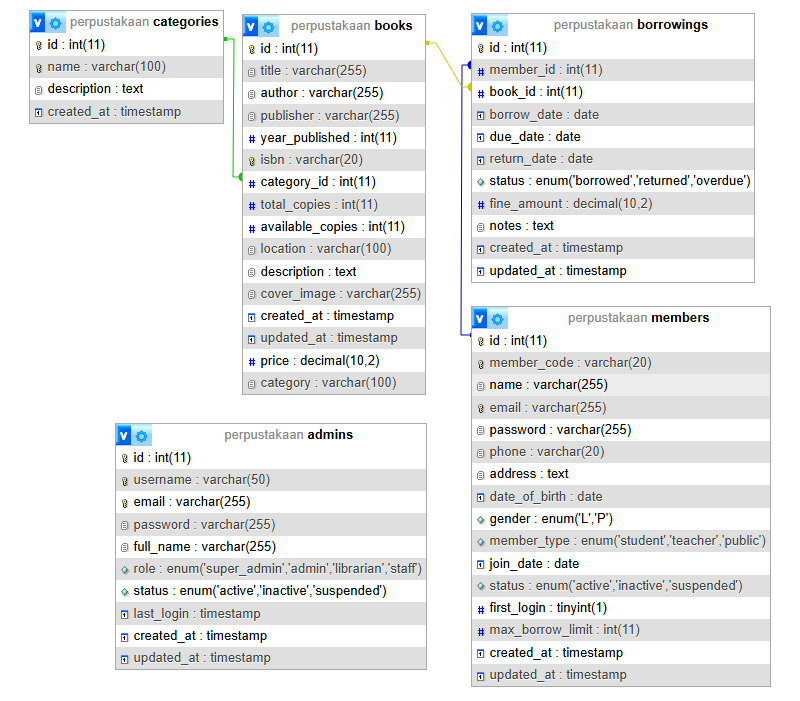 v perpustakaan categories
id : int(11)
name : varchar(100)
description : text
created_at : timestamp
v perpustakaan books
id : int(11)
title : varchar(255)
author : varchar(255)
publisher : varchar(255)
# year_published : int(11)
isbn : varchar(20)
# category_id : int(11)
# total_copies : int(11)
# available_copies : int(11)
location : varchar(100)
description : text
cover_image : varchar(255)
created_at : timestamp
updated_at : timestamp
# price : decimal(10,2)
category : varchar(100)
v perpustakaan borrowings
id : int(11)
# member_id : int(11)
# book_id : int(11)
borrow_date : date
due_date : date
return_date : date
status : enum('borrowed','returned','overdue')
# fine_amount : decimal(10,2)
notes : text
created_at : timestamp
updated_at : timestamp
v perpustakaan members
id : int(11)
member_code : varchar(20)
name : varchar(255)
email : varchar(255)
password : varchar(255)
phone : varchar(20)
address : text
date_of_birth : date
gender : enum('L','P')
member_type : enum('student','teacher','public')
join_date : date
status : enum('active','inactive','suspended')
# first_login : tinyint(1)
# max_borrow_limit : int(11)
created_at : timestamp
updated_at : timestamp
v perpustakaan admins
id : int(11)
username : varchar(50)
email : varchar(255)
password : varchar(255)
full_name : varchar(255)
role : enum('super_admin','admin','librarian','staff')
status : enum('active','inactive','suspended')
last_login : timestamp
created_at : timestamp
updated_at : timestamp